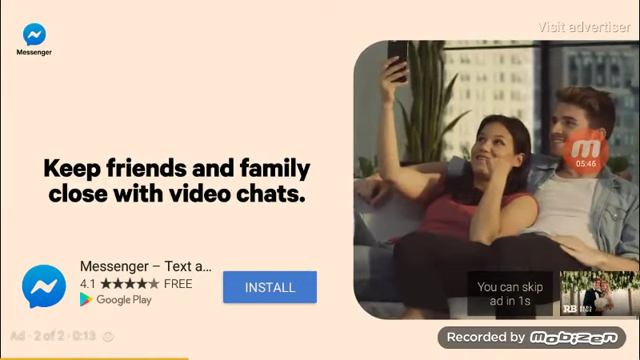 Messenger
Visit advertiser
Keep friends and family
close with video chats.
05:46
Messenger – Text a...
4.1 ★★★★★ FREE
Google Play
INSTALL
You can skip
ad in 1s
RB
Ad · 2 of 2 · 0:13
Recorded by mobizen